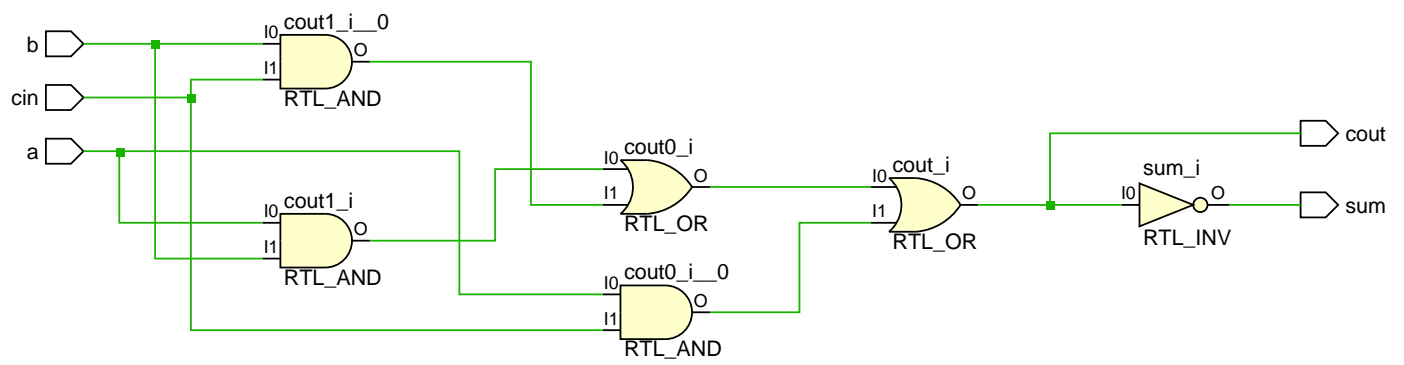 cout1_i__0
b
I0
O
I1
cin
RTL_AND
cout
cout0_i
a
I0
cout_i
sum_i
O
I0
O
I0
O
I1
I1
sum
cout1_i
RTL_OR
RTL_OR
RTL_INV
I0
O
I1
RTL_AND
cout0_i__0
I0
O
I1
RTL_AND